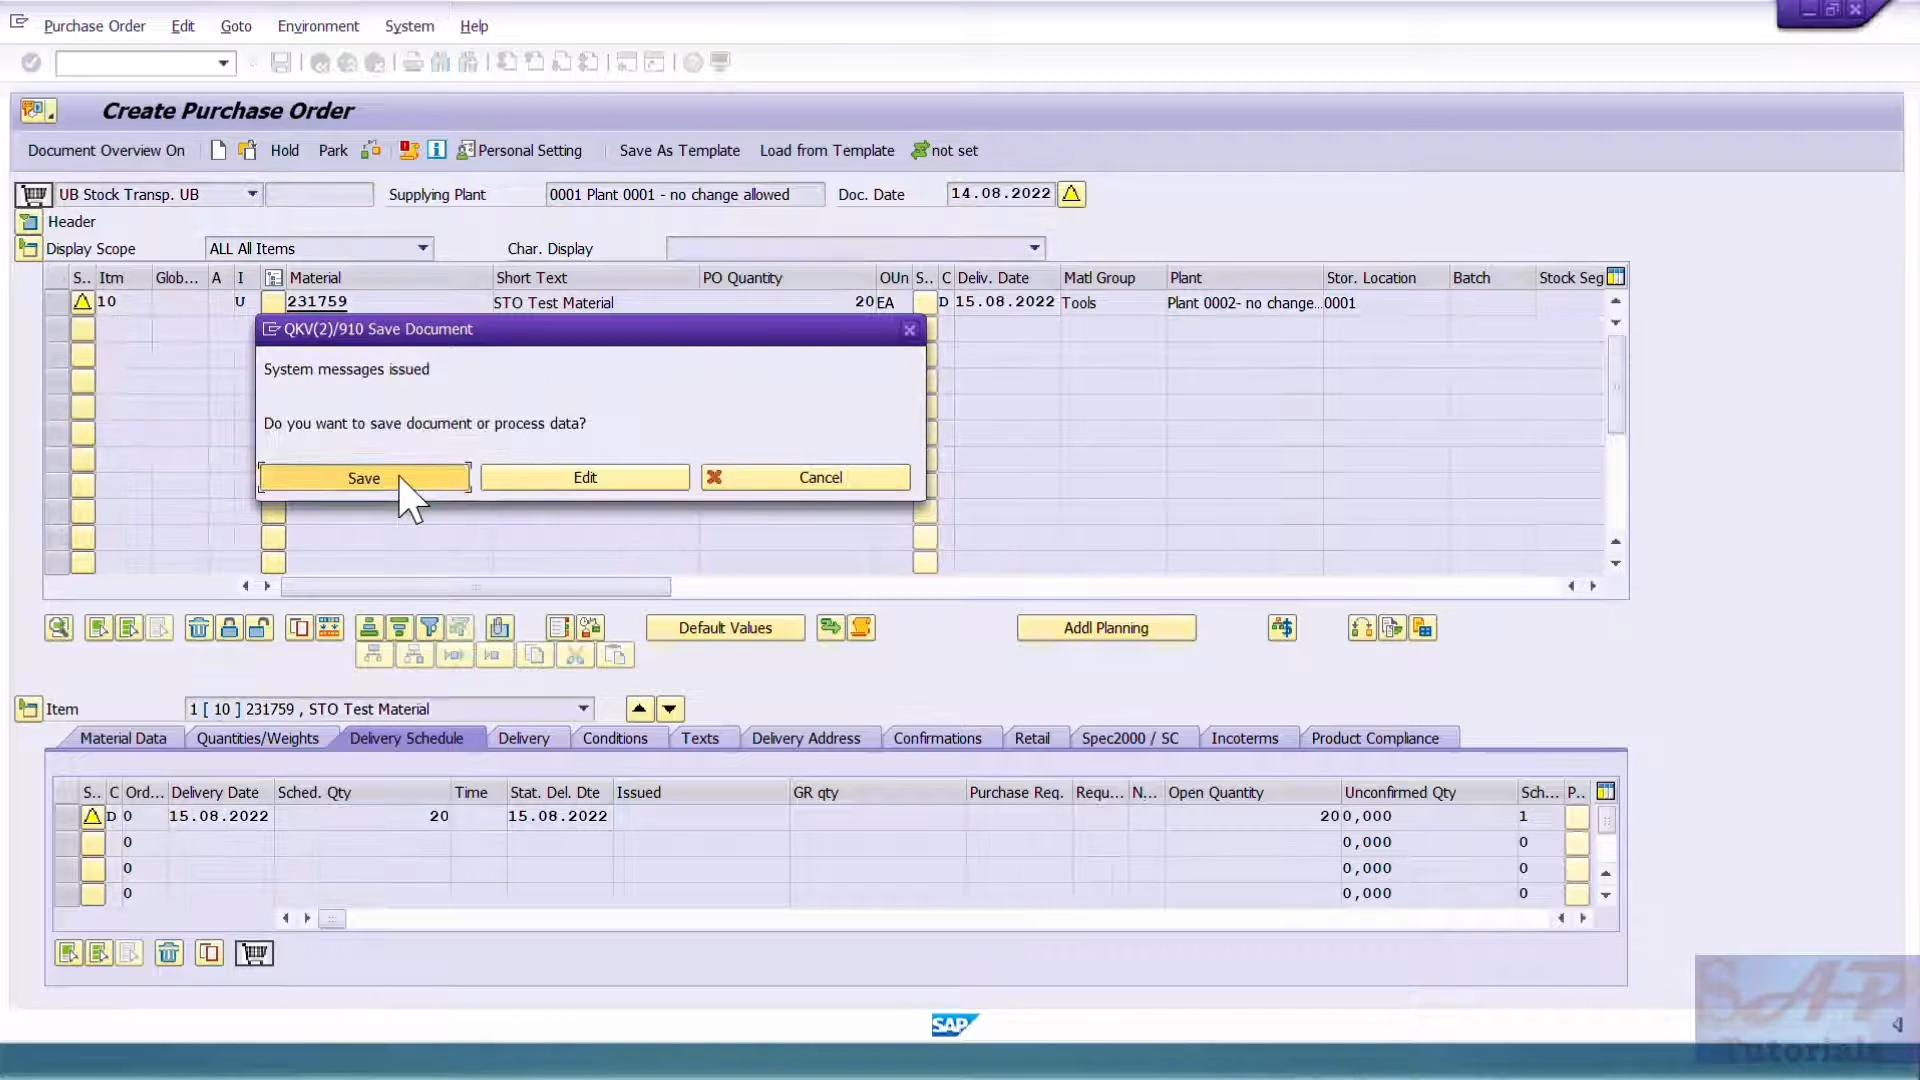 Purchase Order Edit Goto Environment System Help
Create Purchase Order
Document Overview On Hold Park Personal Setting Save As Template Load from Template not set
UB Stock Transp. UB Supplying Plant 0001 Plant 0001 - no change allowed Doc. Date 14.08.2022
Header
Display Scope ALL All Items Char. Display
S.. Itm Glob... A I Material Short Text PO Quantity OUn S.. C Deliv. Date Matl Group Plant Stor. Location Batch Stock Seg
10 U 231759 STO Test Material 20 EA D 15.08.2022 Tools Plant 0002- no change... 0001
QKV(2)/910 Save Document
System messages issued
Do you want to save document or process data?
Save Edit Cancel
Default Values Addl Planning
Item 1 [ 10 ] 231759 , STO Test Material
Material Data Quantities/Weights Delivery Schedule Delivery Conditions Texts Delivery Address Confirmations Retail Spec2000 / SC Incoterms Product Compliance
S.. C Ord... Delivery Date Sched. Qty Time Stat. Del. Dte Issued GR qty Purchase Req. Requ... N... Open Quantity Unconfirmed Qty Sch... P..
D 0 15.08.2022 20 15.08.2022 20 0,000 1
0 0,000 0
0 0,000 0
0 0,000 0
SAP
SAP
Tutorials